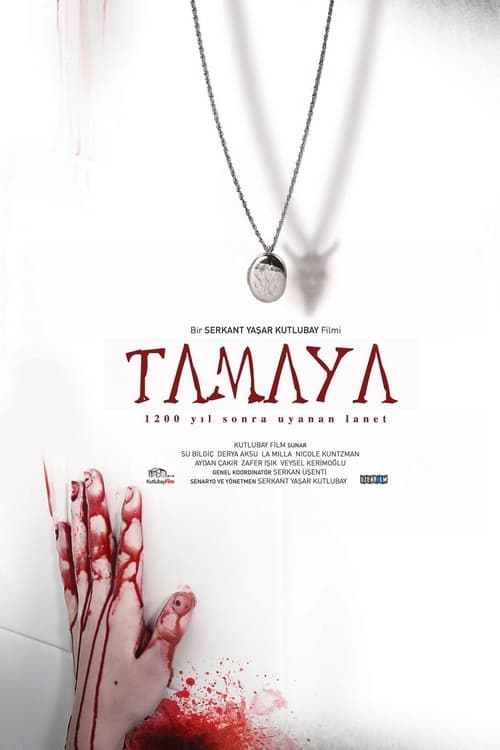 Bir SERKANT YAŞAR KUTLUBAY Filmi
TAMAYA
1200 yıl sonra uyanan lanet
KUTLUBAY FİLM SUNAR
SU BİLGİÇ DERYA AKSU LA MILLA NICOLE KUNTZMAN
AYDAN ÇAKIR ZAFER IŞIK VEYSEL KERİMOĞLU
GENEL KOORDİNATÖR SERKAN ÜŞENTİ
SENARYO VE YÖNETMEN SERKANT YAŞAR KUTLUBAY
KutlubayFilm